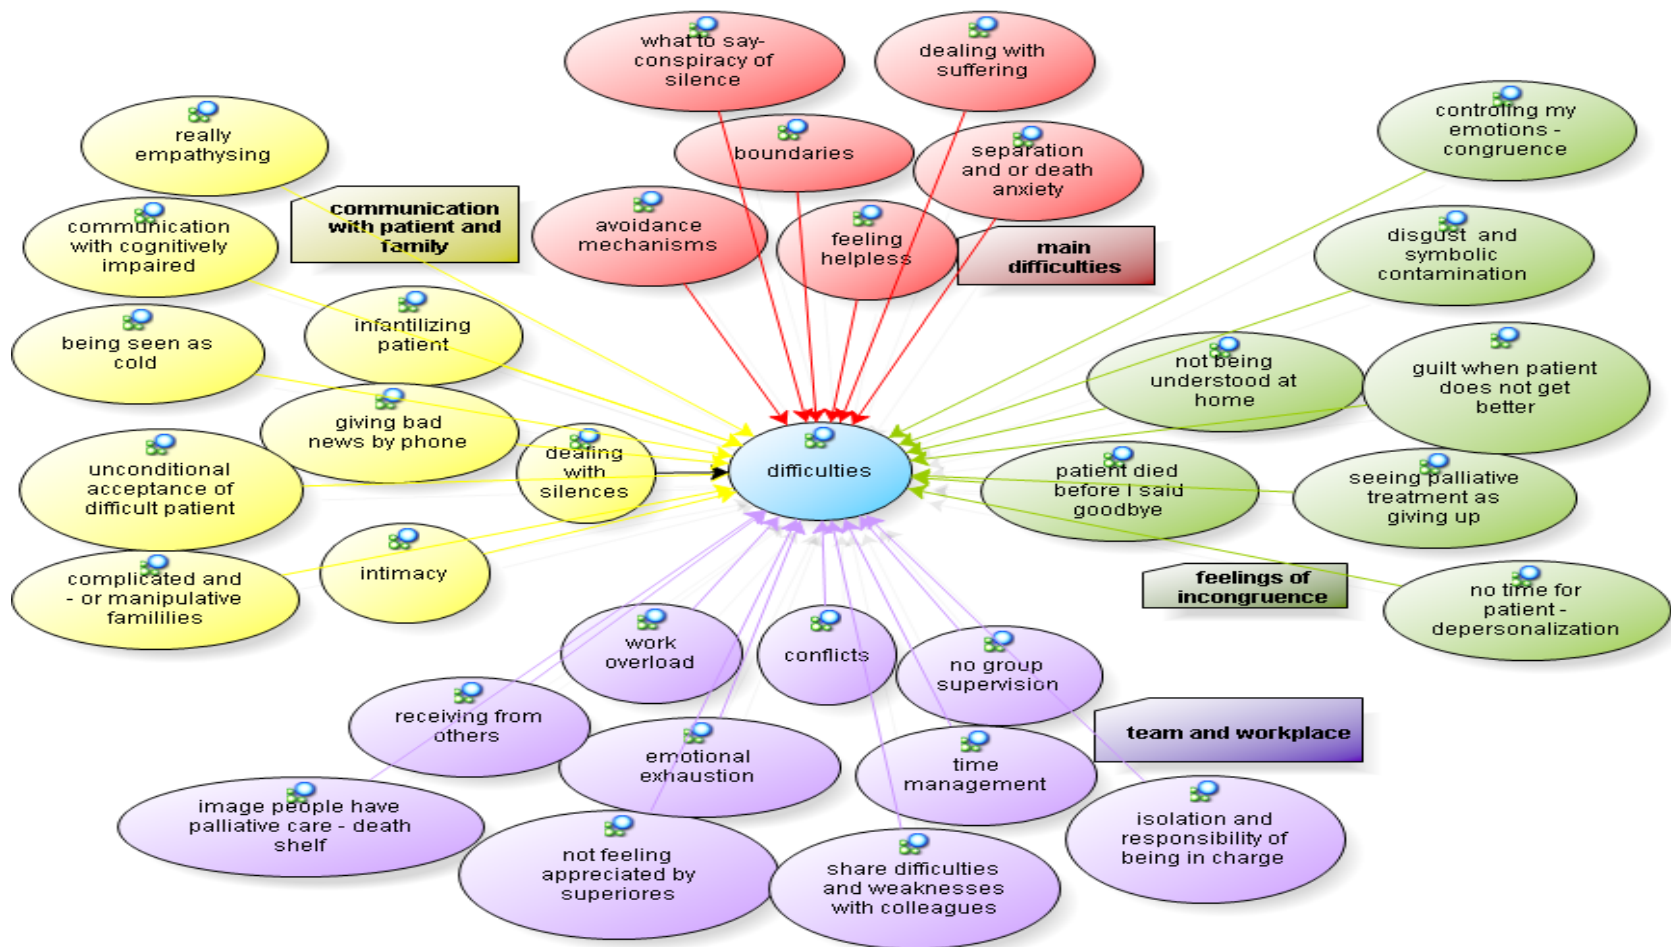 what to say-
conspiracy of
silence
dealing with
suffering
boundaries
separation
and or death
anxiety
avoidance
mechanisms
feeling
helpless
main
difficulties
really
empathysing
communication
with patient and
family
communication
with cognitively
impaired
being seen as
cold
infantilizing
patient
giving bad
news by phone
dealing
with
silences
unconditional
acceptance of
difficult patient
intimacy
complicated and
- or manipulative
famililies
difficulties
controling my
emotions -
congruence
disgust and
symbolic
contamination
not being
understood at
home
guilt when patient
does not get
better
patient died
before I said
goodbye
seeing palliative
treatment as
giving up
feelings of
incongruence
no time for
patient -
depersonalization
work
overload
conflicts
no group
supervision
receiving from
others
emotional
exhaustion
time
management
team and workplace
image people have
palliative care - death
shelf
not feeling
appreciated by
superiores
share difficulties
and weaknesses
with colleagues
isolation and
responsibility of
being in charge